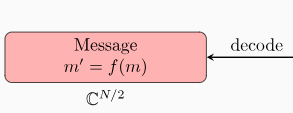 Message
m′ = f(m)
decode
ℂ^{N/2}